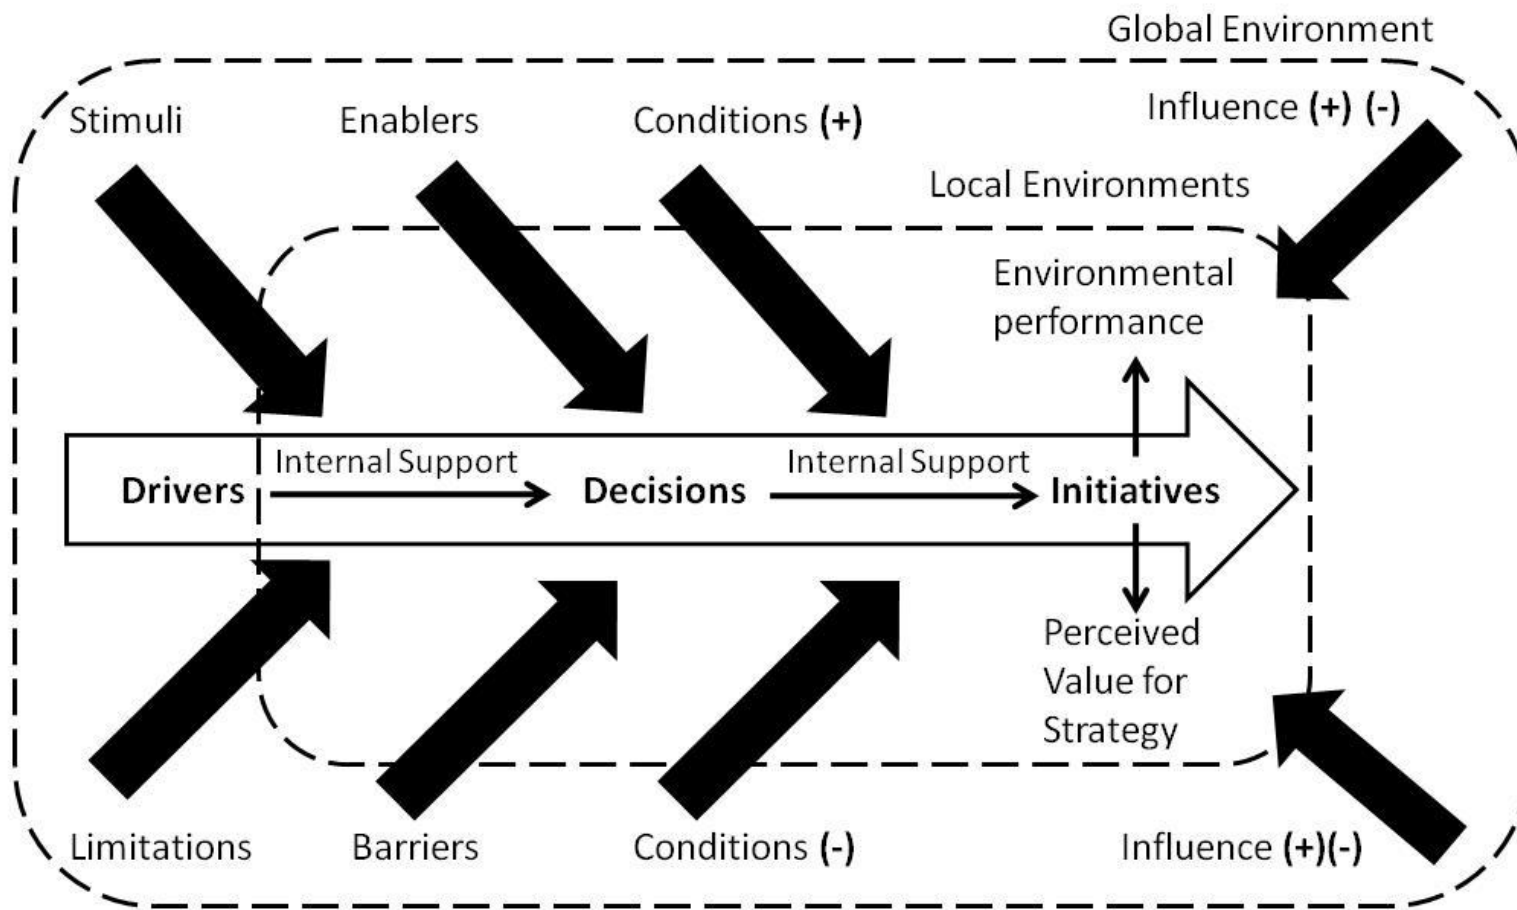 Global Environment
Stimuli
Enablers
Conditions (+)
Influence (+) (-)
Local Environments
Environmental
performance
Internal Support
Internal Support
Drivers
Decisions
Initiatives
Perceived
Value for
Strategy
Limitations
Barriers
Conditions (-)
Influence (+)(-)